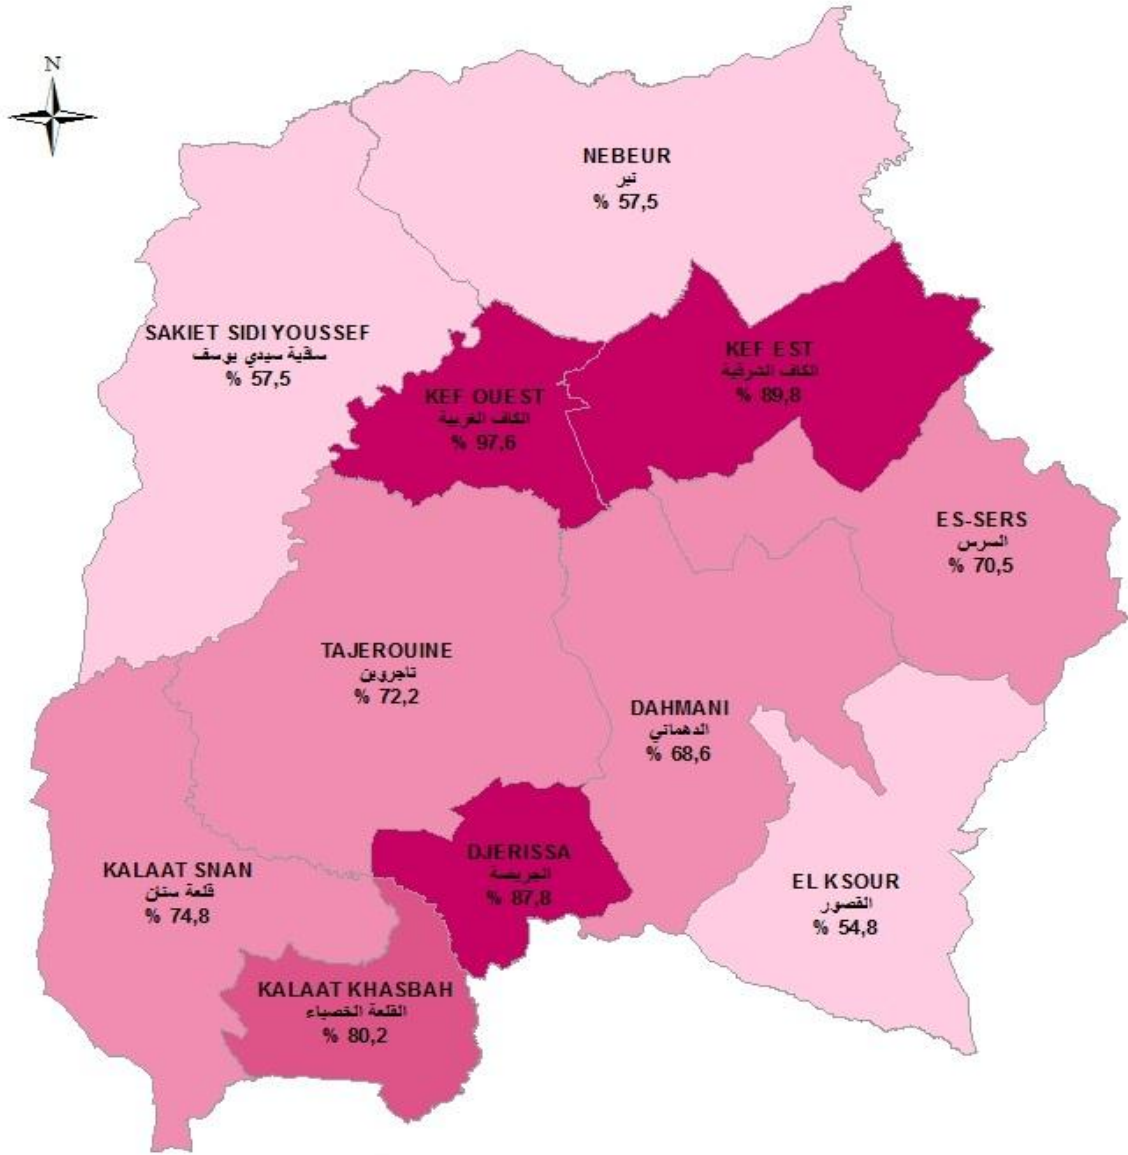 N
NEBEUR
نبر
% 57,5
SAKIET SIDI YOUSSEF
ساقية سيدي يوسف
% 57,5
KEF EST
الكاف الشرقية
% 89,8
KEF OUEST
الكاف الغربية
% 97,6
ES-SERS
السرس
% 70,5
TAJEROUINE
تاجروين
% 72,2
DAHMANI
الدهماني
% 68,6
DJERISSA
الجريصة
% 87,8
KALAAT SNAN
قلعة سنان
% 74,8
EL KSOUR
القصور
% 54,8
KALAAT KHASBAH
القلعة الخصباء
% 80,2